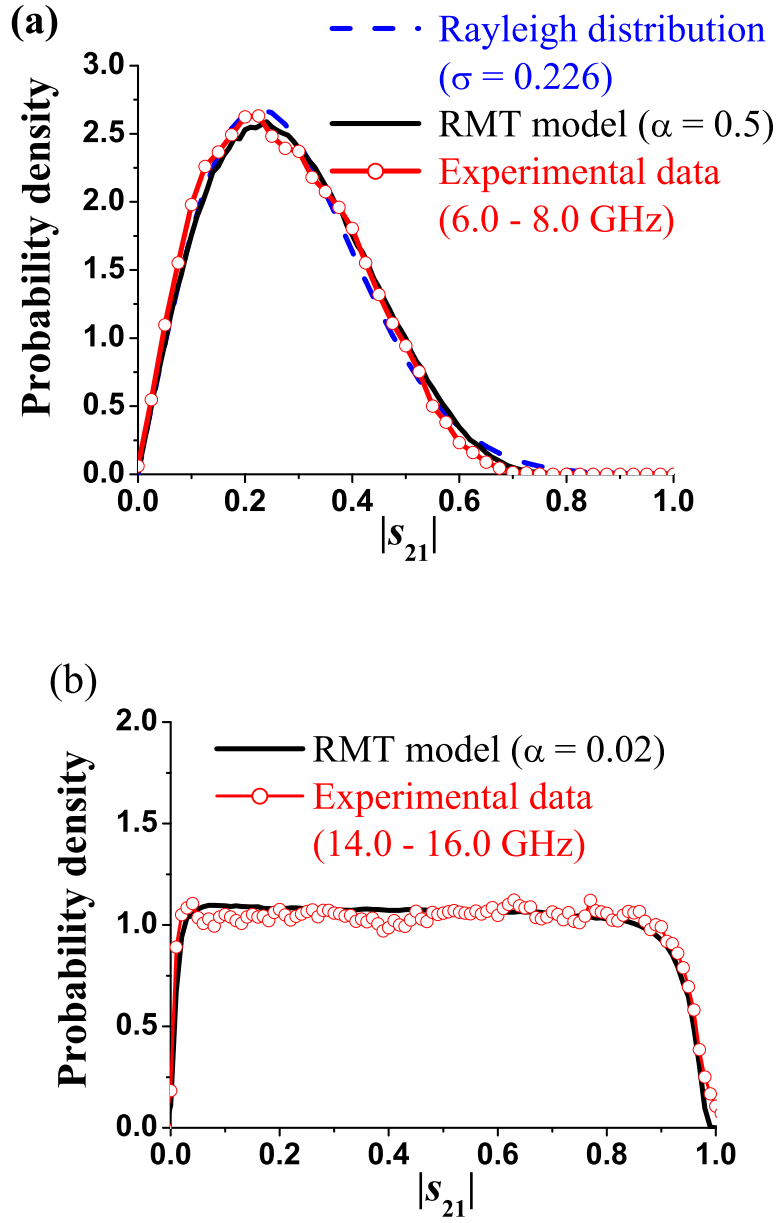 (a)
Rayleigh distribution
(σ = 0.226)
RMT model (α = 0.5)
Experimental data
(6.0 - 8.0 GHz)
Probability density
3.0
2.5
2.0
1.5
1.0
0.5
0.0
0.0 0.2 0.4 0.6 0.8 1.0
|s21|
(b)
RMT model (α = 0.02)
Experimental data
(14.0 - 16.0 GHz)
Probability density
2.0
1.5
1.0
0.5
0.0
0.0 0.2 0.4 0.6 0.8 1.0
|s21|